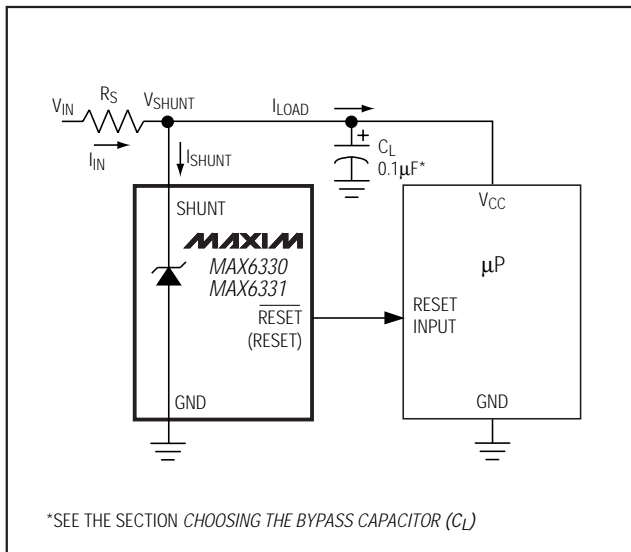 V_IN
R_S
V_SHUNT
I_LOAD
I_IN
I_SHUNT
+
C_L
0.1μF*
SHUNT
MAXIM
MAX6330
MAX6331
RESET
(RESET)
GND
V_CC
μP
RESET
INPUT
GND
*SEE THE SECTION CHOOSING THE BYPASS CAPACITOR (C_L)